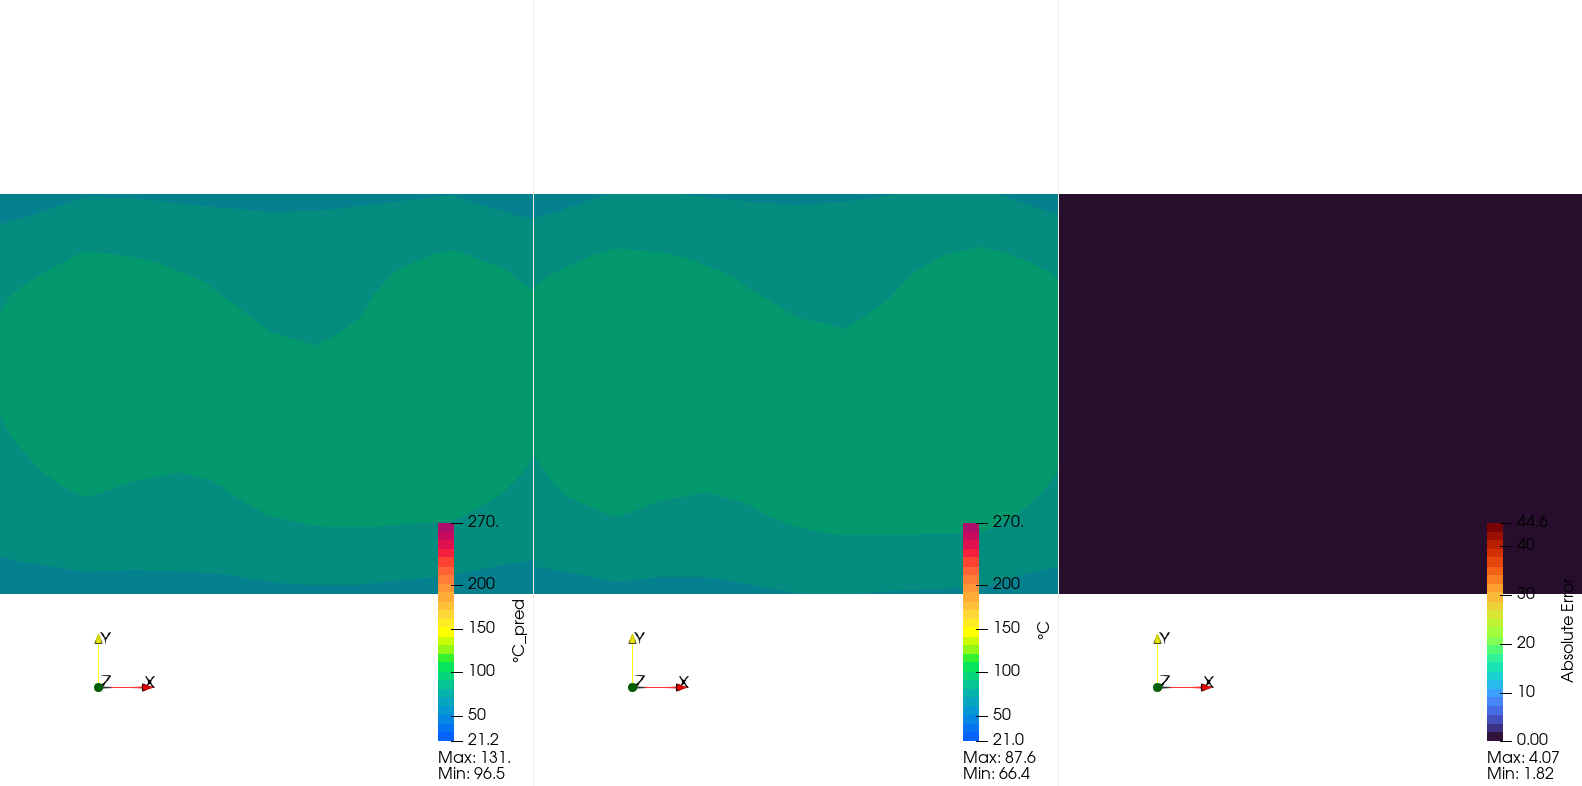 270.
200
150
100
50
21.2
°C_pred
Max: 131.
Min: 96.5
Y
Z
X
270.
200
150
100
50
21.0
°C
Max: 87.6
Min: 66.4
Y
Z
X
44.6
40
30
20
10
0.00
Absolute Error
Max: 4.07
Min: 1.82
Y
Z
X